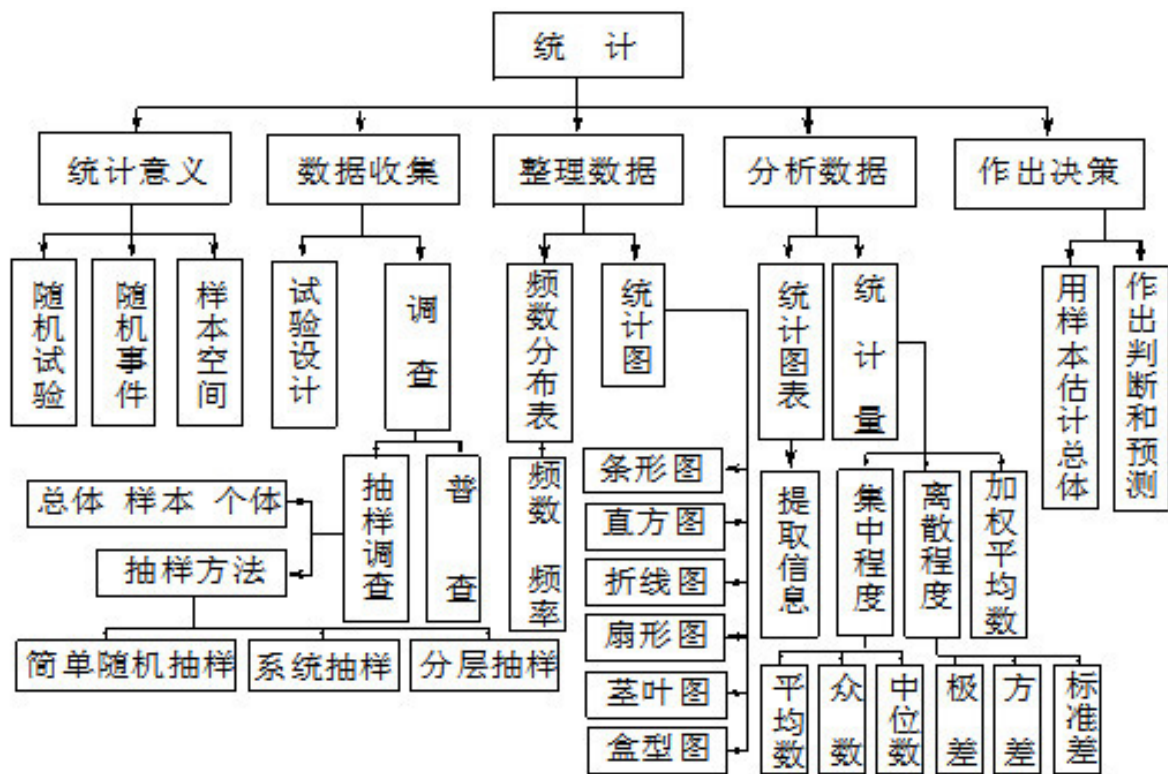 统 计
统计意义
数据收集
整理数据
分析数据
作出决策
随机试验
随机事件
样本空间
试验设计
调查
频数分布表
统计图
统计图表
统计量
用样本估计总体
作出判断和预测
总体 样本 个体
抽样方法
抽样调查
普查
频数 频率
条形图
直方图
折线图
扇形图
茎叶图
盒型图
提取信息
集中程度
离散程度
加权平均数
简单随机抽样
系统抽样
分层抽样
平均数
众数
中位数
极差
方差
标准差